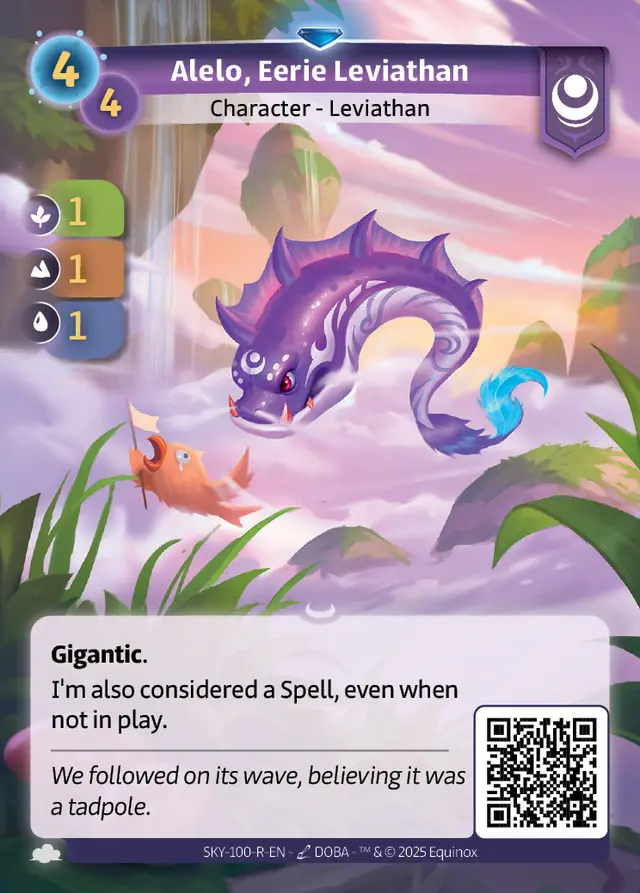 4
Alelo, Eerie Leviathan
4
Character - Leviathan
1
1
1
Gigantic.
I'm also considered a Spell, even when
not in play.
We followed on its wave, believing it was
a tadpole.
SKY-100-R-EN - DOBA - ™ & © 2025 Equinox